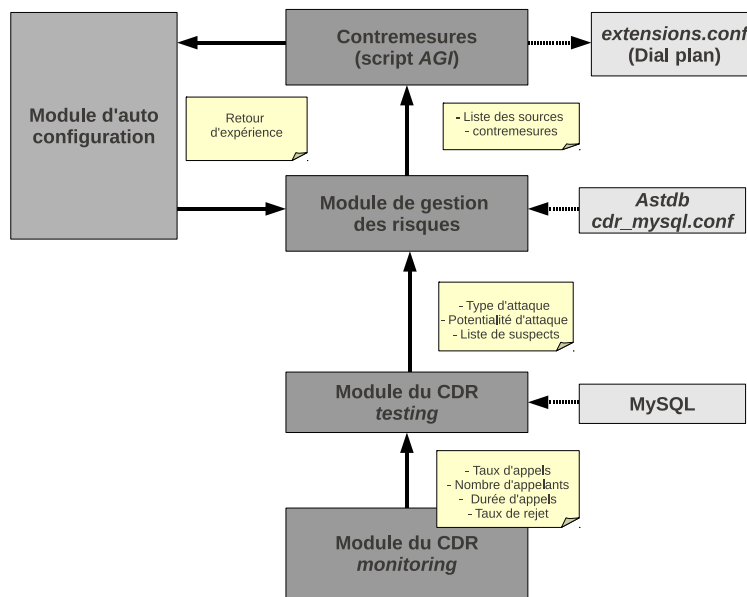 Contremesures
(script AGI)
extensions.conf
(Dial plan)
Module d'auto
configuration
Retour
d'expérience
- Liste des sources
- contremesures
Module de gestion
des risques
Astdb
cdr_mysql.conf
- Type d'attaque
- Potentialité d'attaque
- Liste de suspects
Module du CDR
testing
MySQL
- Taux d'appels
- Nombre d'appelants
- Durée d'appels
- Taux de rejet
Module du CDR
monitoring